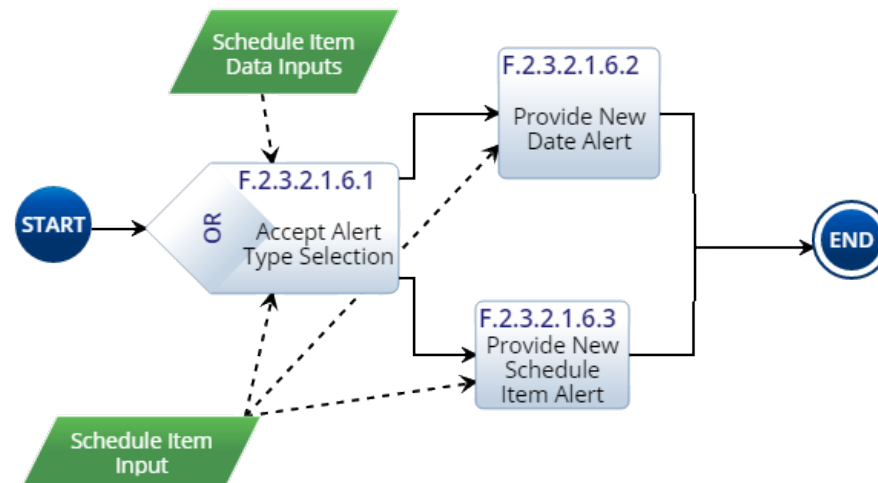 Schedule Item
Data Inputs
F.2.3.2.1.6.2
Provide New
Date Alert
START
OR
F.2.3.2.1.6.1
Accept Alert
Type Selection
END
F.2.3.2.1.6.3
Provide New
Schedule
Item Alert
Schedule Item
Input